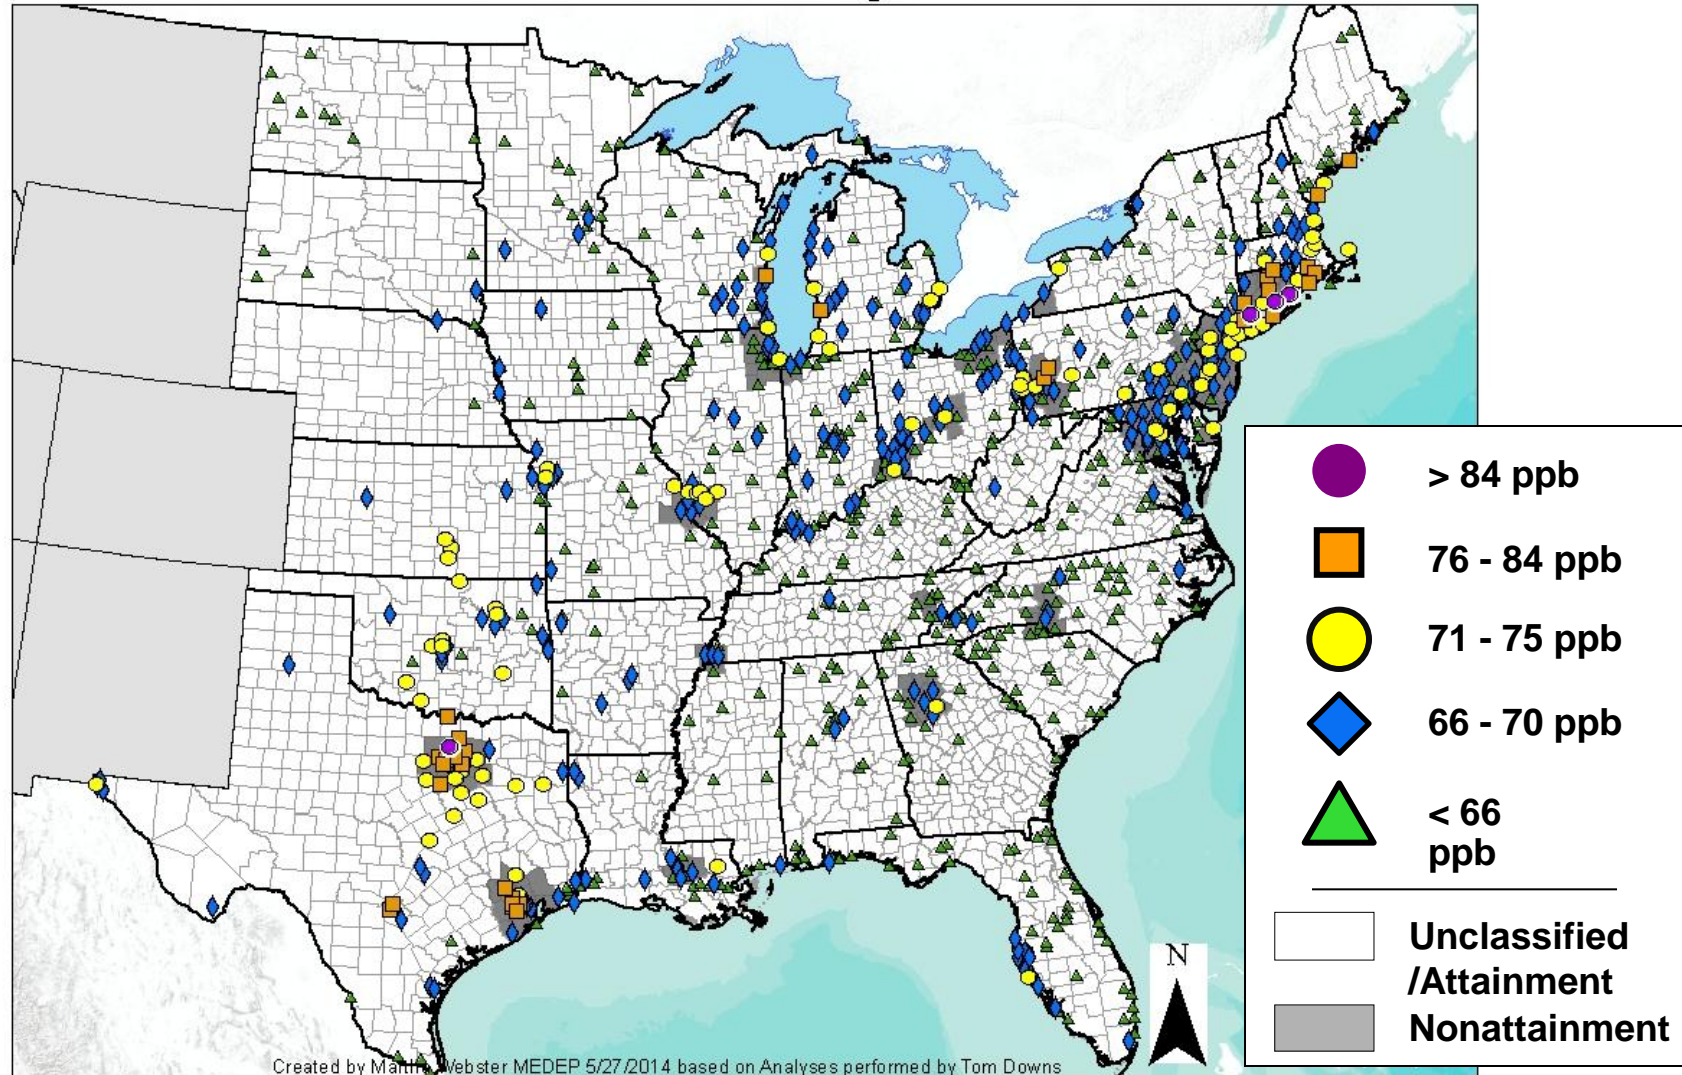 > 84 ppb
76 - 84 ppb
71 - 75 ppb
66 - 70 ppb
< 66
ppb
Unclassified
/Attainment
Nonattainment
N
Created by Webster MEDEP 5/27/2014 based on Analyses performed by Tom Downs